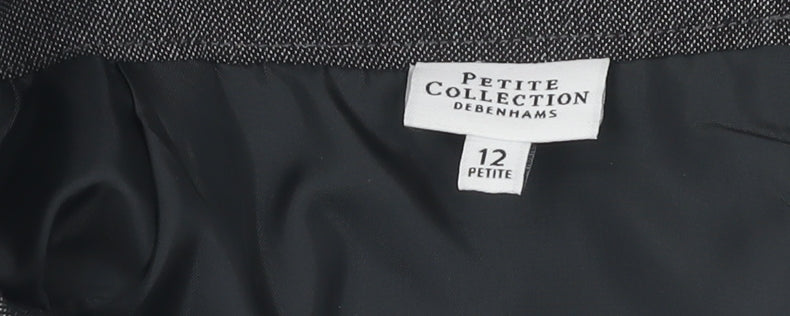 PETITE
COLLECTION
DEBENHAMS
12
PETITE